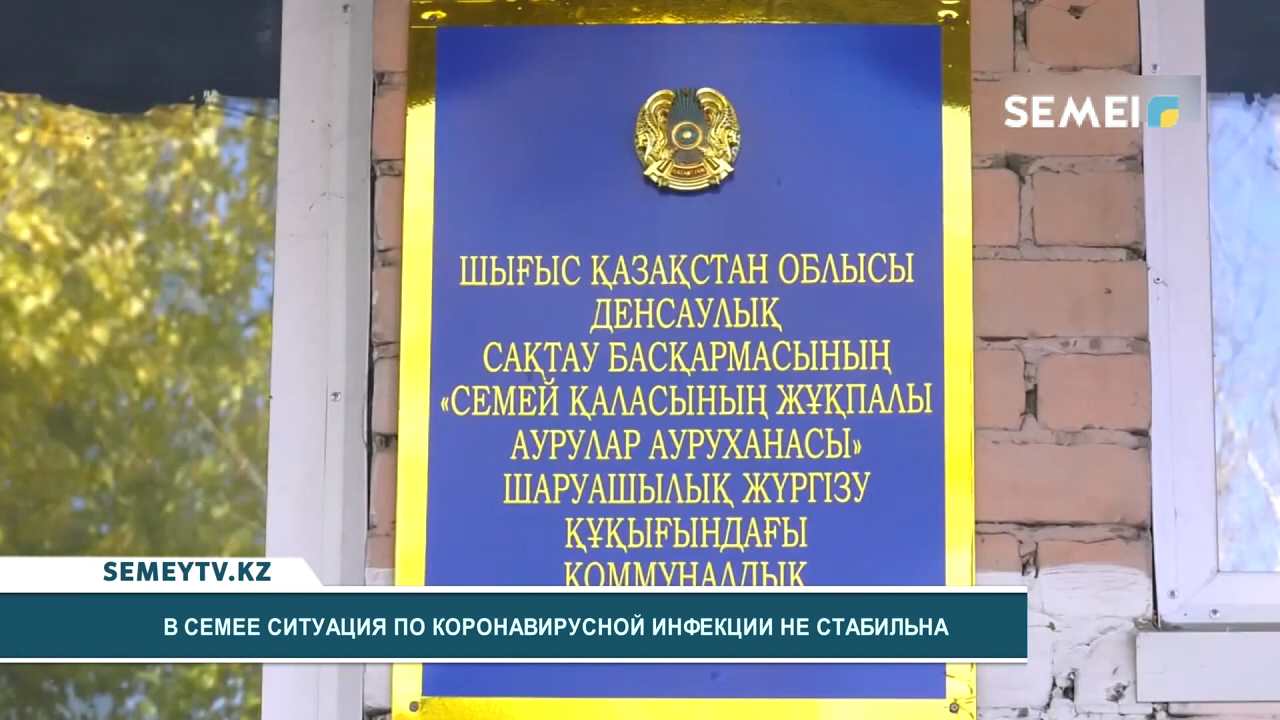 SEMEI
ШЫҒЫС ҚАЗАҚСТАН ОБЛЫСЫ
ДЕНСАУЛЫҚ
САҚТАУ БАСҚАРМАСЫНЫҢ
«СЕМЕЙ ҚАЛАСЫНЫҢ ЖҰҚПАЛЫ
АУРУЛАР АУРУХАНАСЫ»
ШАРУАШЫЛЫҚ ЖҮРГІЗУ
ҚҰҚЫҒЫНДАҒЫ
КОММУНАЛДЫҚ
SEMEYTV.KZ
В СЕМЕЕ СИТУАЦИЯ ПО КОРОНАВИРУСНОЙ ИНФЕКЦИИ НЕ СТАБИЛЬНА